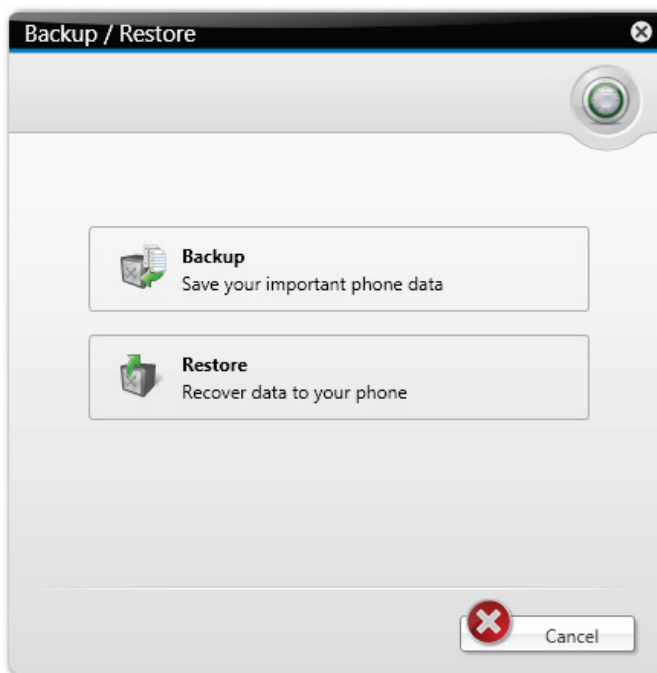 Backup / Restore
Backup
Save your important phone data
Restore
Recover data to your phone
Cancel